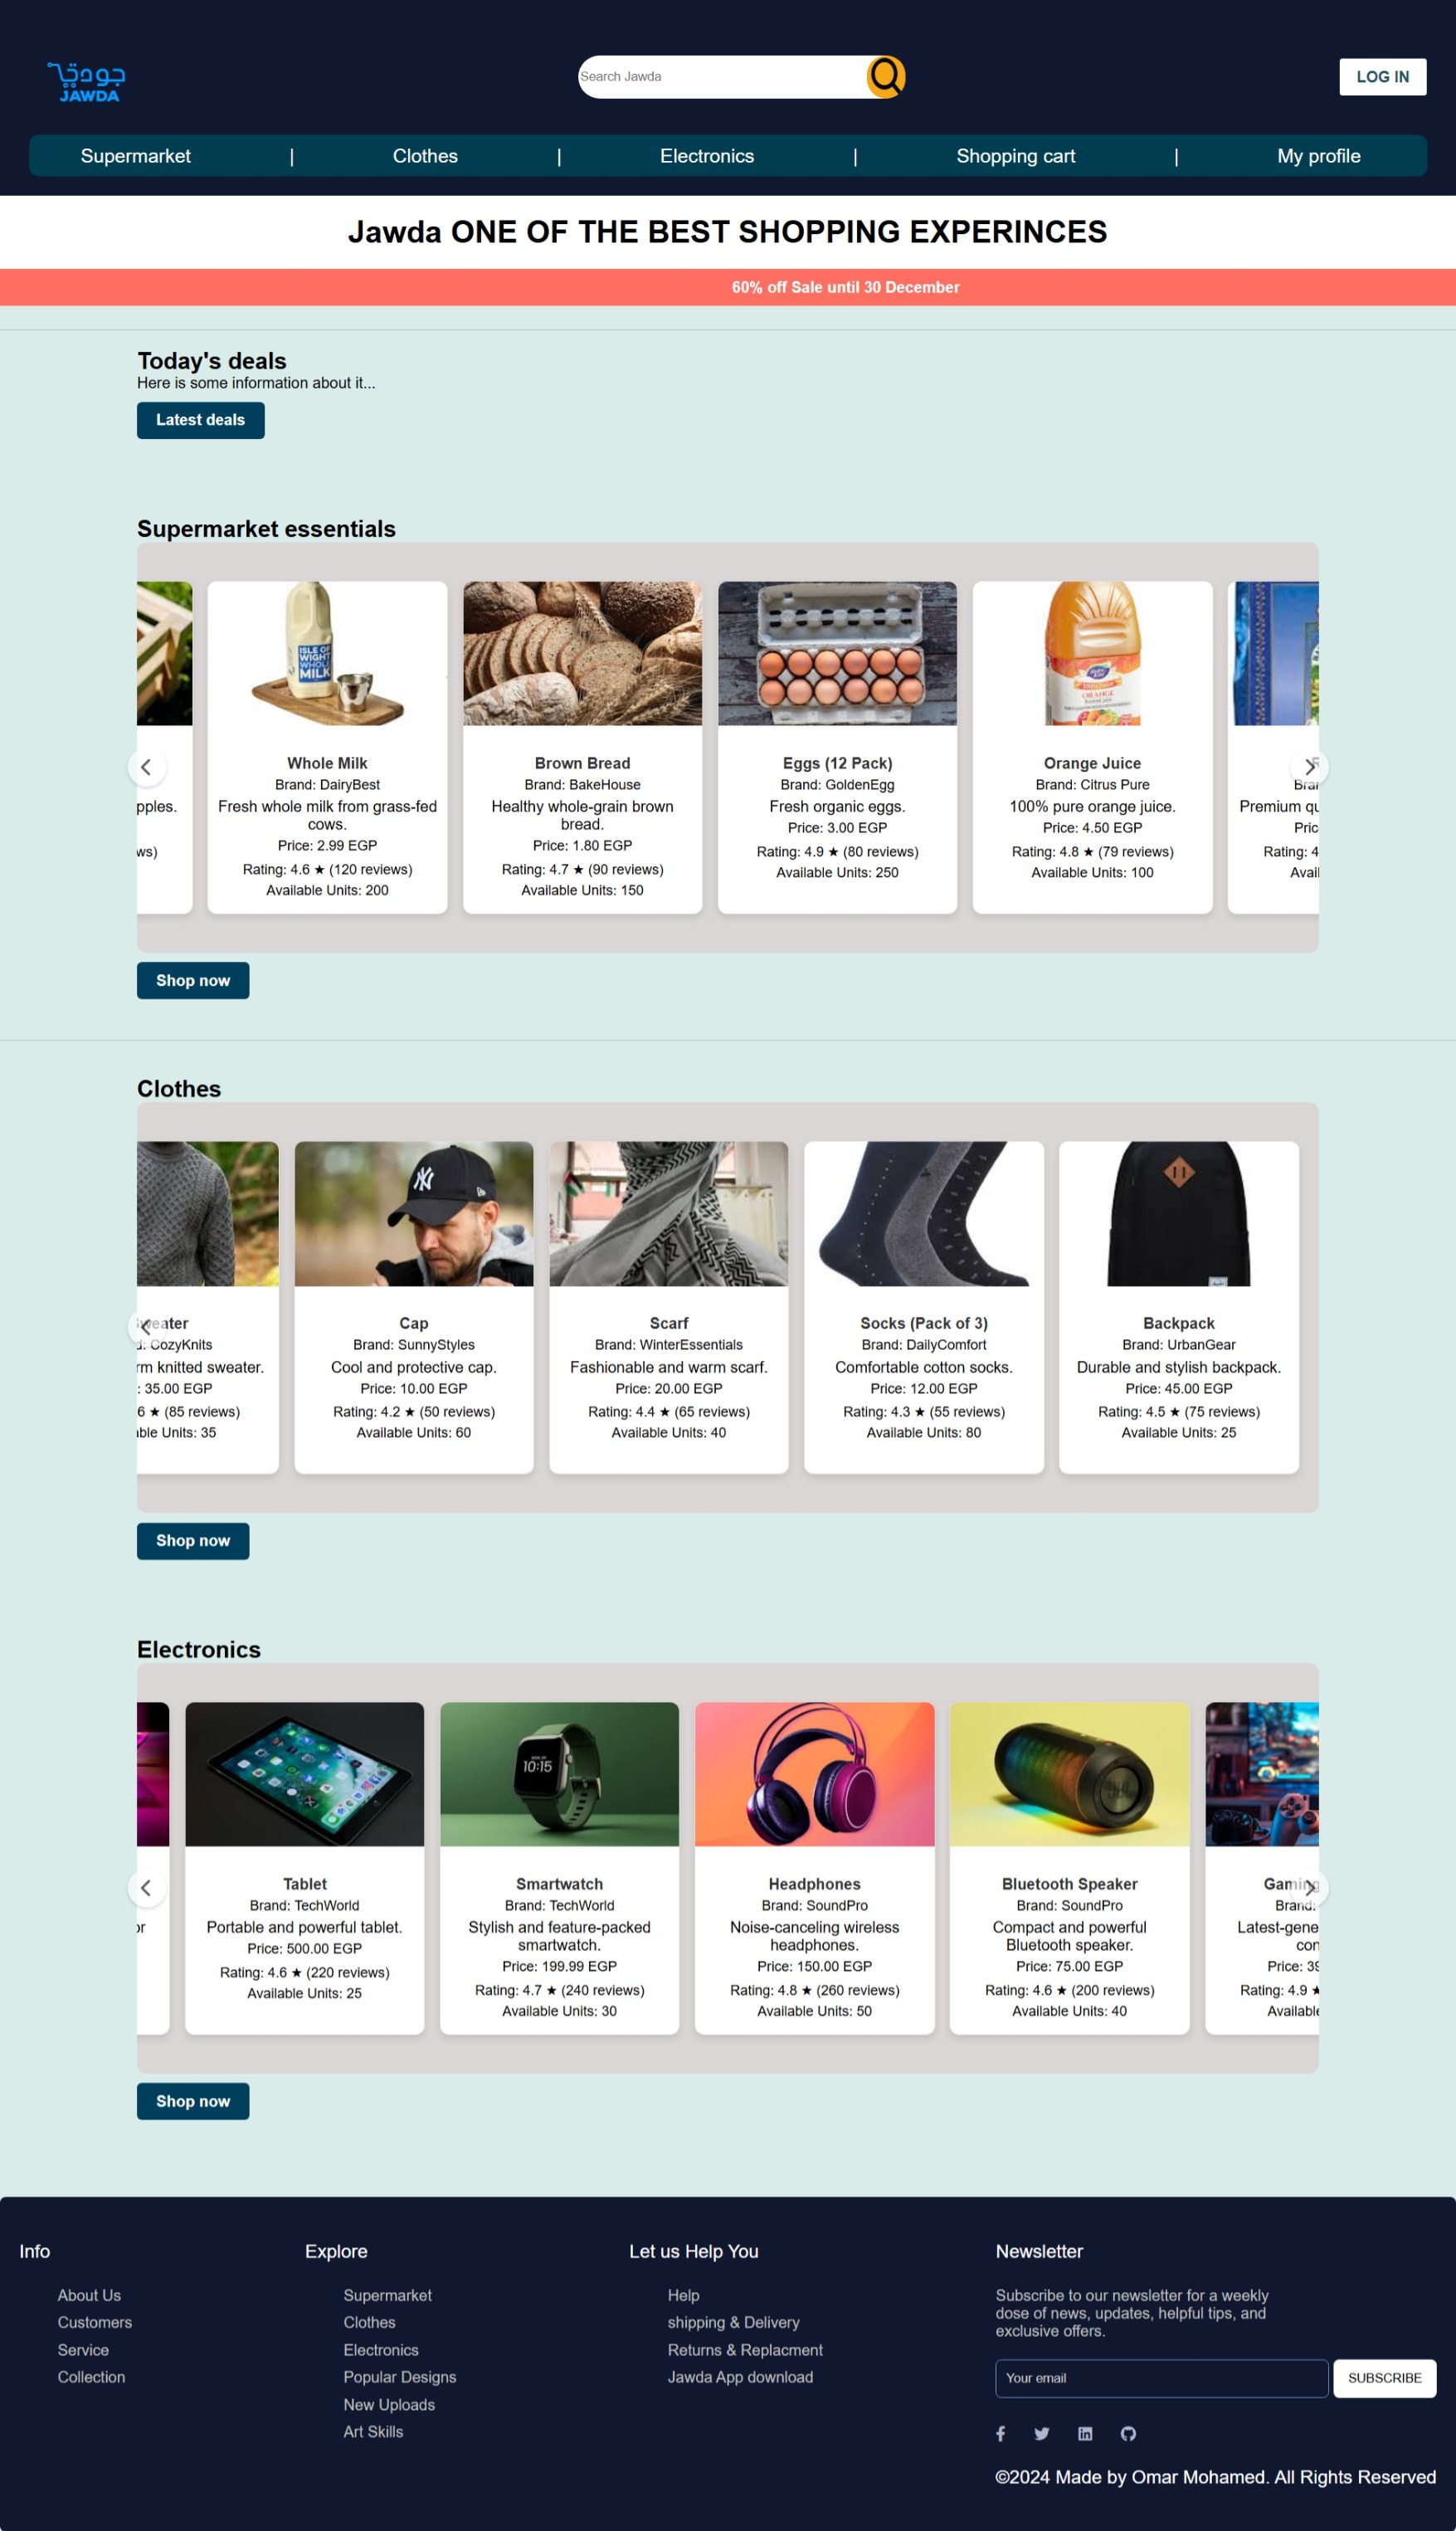 جودة
JAWDA
Search Jawda
LOG IN
Supermarket | Clothes | Electronics | Shopping cart | My profile
Jawda ONE OF THE BEST SHOPPING EXPERINCES
60% off Sale until 30 December
Today's deals
Here is some information about it...
Latest deals
Supermarket essentials
pples.
ws)
ISLE OF
WIGHT
WHOLE
MILK
Whole Milk
Brand: DairyBest
Fresh whole milk from grass-fed
cows.
Price: 2.99 EGP
Rating: 4.6 ★ (120 reviews)
Available Units: 200
Brown Bread
Brand: BakeHouse
Healthy whole-grain brown
bread.
Price: 1.80 EGP
Rating: 4.7 ★ (90 reviews)
Available Units: 150
Eggs (12 Pack)
Brand: GoldenEgg
Fresh organic eggs.
Price: 3.00 EGP
Rating: 4.9 ★ (80 reviews)
Available Units: 250
ORANGE
Orange Juice
Brand: Citrus Pure
100% pure orange juice.
Price: 4.50 EGP
Rating: 4.8 ★ (79 reviews)
Available Units: 100
Bra
Premium qu
Pric
Rating: 4
Avail
Shop now
Clothes
weater
d: CozyKnits
rm knitted sweater.
: 35.00 EGP
6 ★ (85 reviews)
ble Units: 35
NY
Cap
Brand: SunnyStyles
Cool and protective cap.
Price: 10.00 EGP
Rating: 4.2 ★ (50 reviews)
Available Units: 60
Scarf
Brand: WinterEssentials
Fashionable and warm scarf.
Price: 20.00 EGP
Rating: 4.4 ★ (65 reviews)
Available Units: 40
Socks (Pack of 3)
Brand: DailyComfort
Comfortable cotton socks.
Price: 12.00 EGP
Rating: 4.3 ★ (55 reviews)
Available Units: 80
Backpack
Brand: UrbanGear
Durable and stylish backpack.
Price: 45.00 EGP
Rating: 4.5 ★ (75 reviews)
Available Units: 25
Shop now
Electronics
or
Tablet
Brand: TechWorld
Portable and powerful tablet.
Price: 500.00 EGP
Rating: 4.6 ★ (220 reviews)
Available Units: 25
10:15
Smartwatch
Brand: TechWorld
Stylish and feature-packed
smartwatch.
Price: 199.99 EGP
Rating: 4.7 ★ (240 reviews)
Available Units: 30
Headphones
Brand: SoundPro
Noise-canceling wireless
headphones.
Price: 150.00 EGP
Rating: 4.8 ★ (260 reviews)
Available Units: 50
JBL
Bluetooth Speaker
Brand: SoundPro
Compact and powerful
Bluetooth speaker.
Price: 75.00 EGP
Rating: 4.6 ★ (200 reviews)
Available Units: 40
Gaming
Brand:
Latest-gene
con
Price: 39
Rating: 4.9 ★
Available
Shop now
Info
About Us
Customers
Service
Collection
Explore
Supermarket
Clothes
Electronics
Popular Designs
New Uploads
Art Skills
Let us Help You
Help
shipping & Delivery
Returns & Replacment
Jawda App download
Newsletter
Subscribe to our newsletter for a weekly
dose of news, updates, helpful tips, and
exclusive offers.
Your email
SUBSCRIBE
©2024 Made by Omar Mohamed. All Rights Reserved